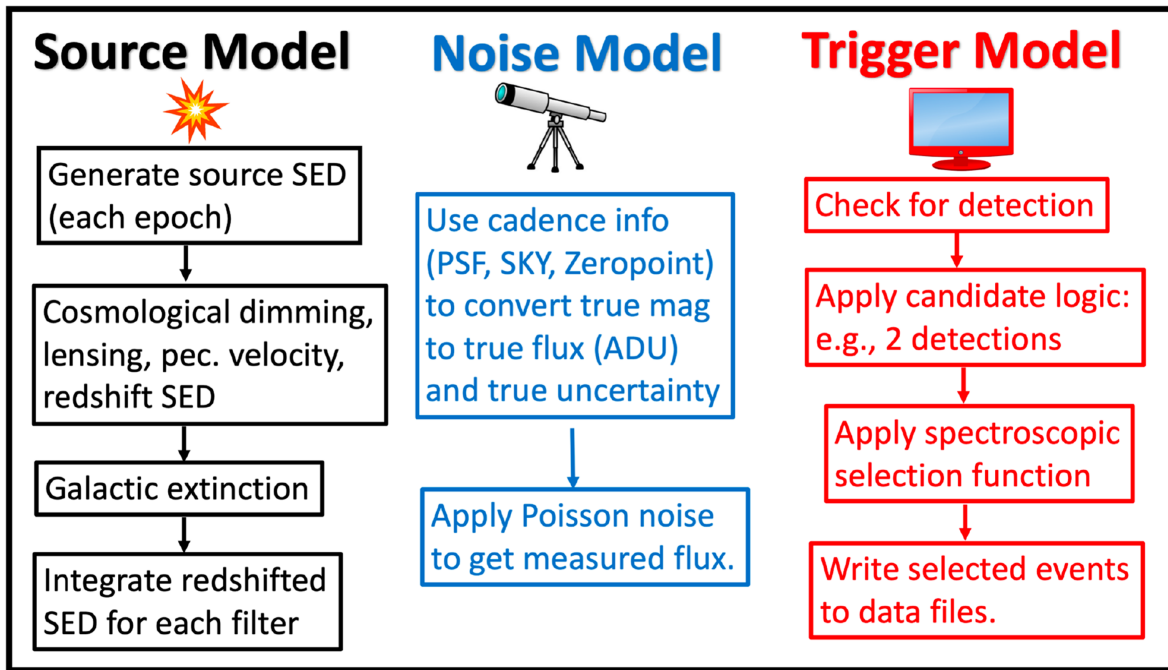 Source Model
Generate source SED
(each epoch)
Cosmological dimming,
lensing, pec. velocity,
redshift SED
Galactic extinction
Integrate redshifted
SED for each filter
Noise Model
Use cadence info
(PSF, SKY, Zeropoint)
to convert true mag
to true flux (ADU)
and true uncertainty
Apply Poisson noise
to get measured flux.
Trigger Model
Check for detection
Apply candidate logic:
e.g., 2 detections
Apply spectroscopic
selection function
Write selected events
to data files.